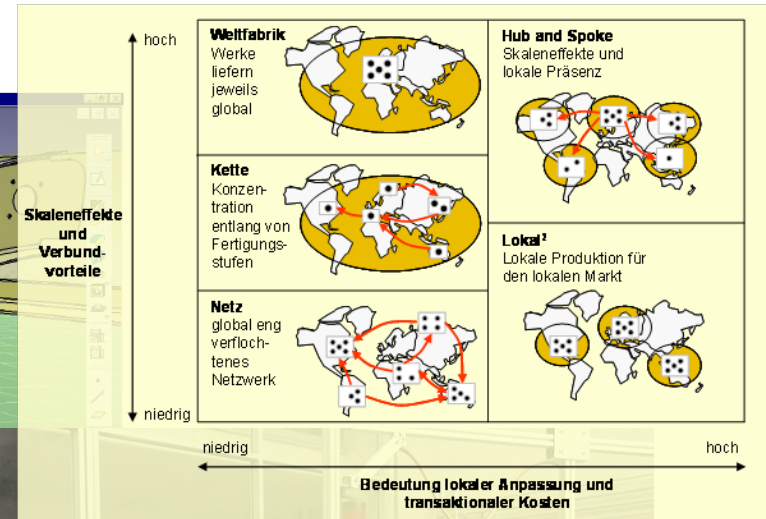 hoch
Skaleneffekte
und
Verbund-
vorteile
niedrig
Weltfabrik
Werke
liefern
jeweils
global
Hub and Spoke
Skaleneffekte und
lokale Präsenz
Kette
Konzen-
tration
entlang von
Fertigungs-
stufen
Lokal²
Lokale Produktion für
den lokalen Markt
Netz
global eng
verfloch-
tenes
Netzwerk
niedrig
hoch
Bedeutung lokaler Anpassung und
transaktionaler Kosten